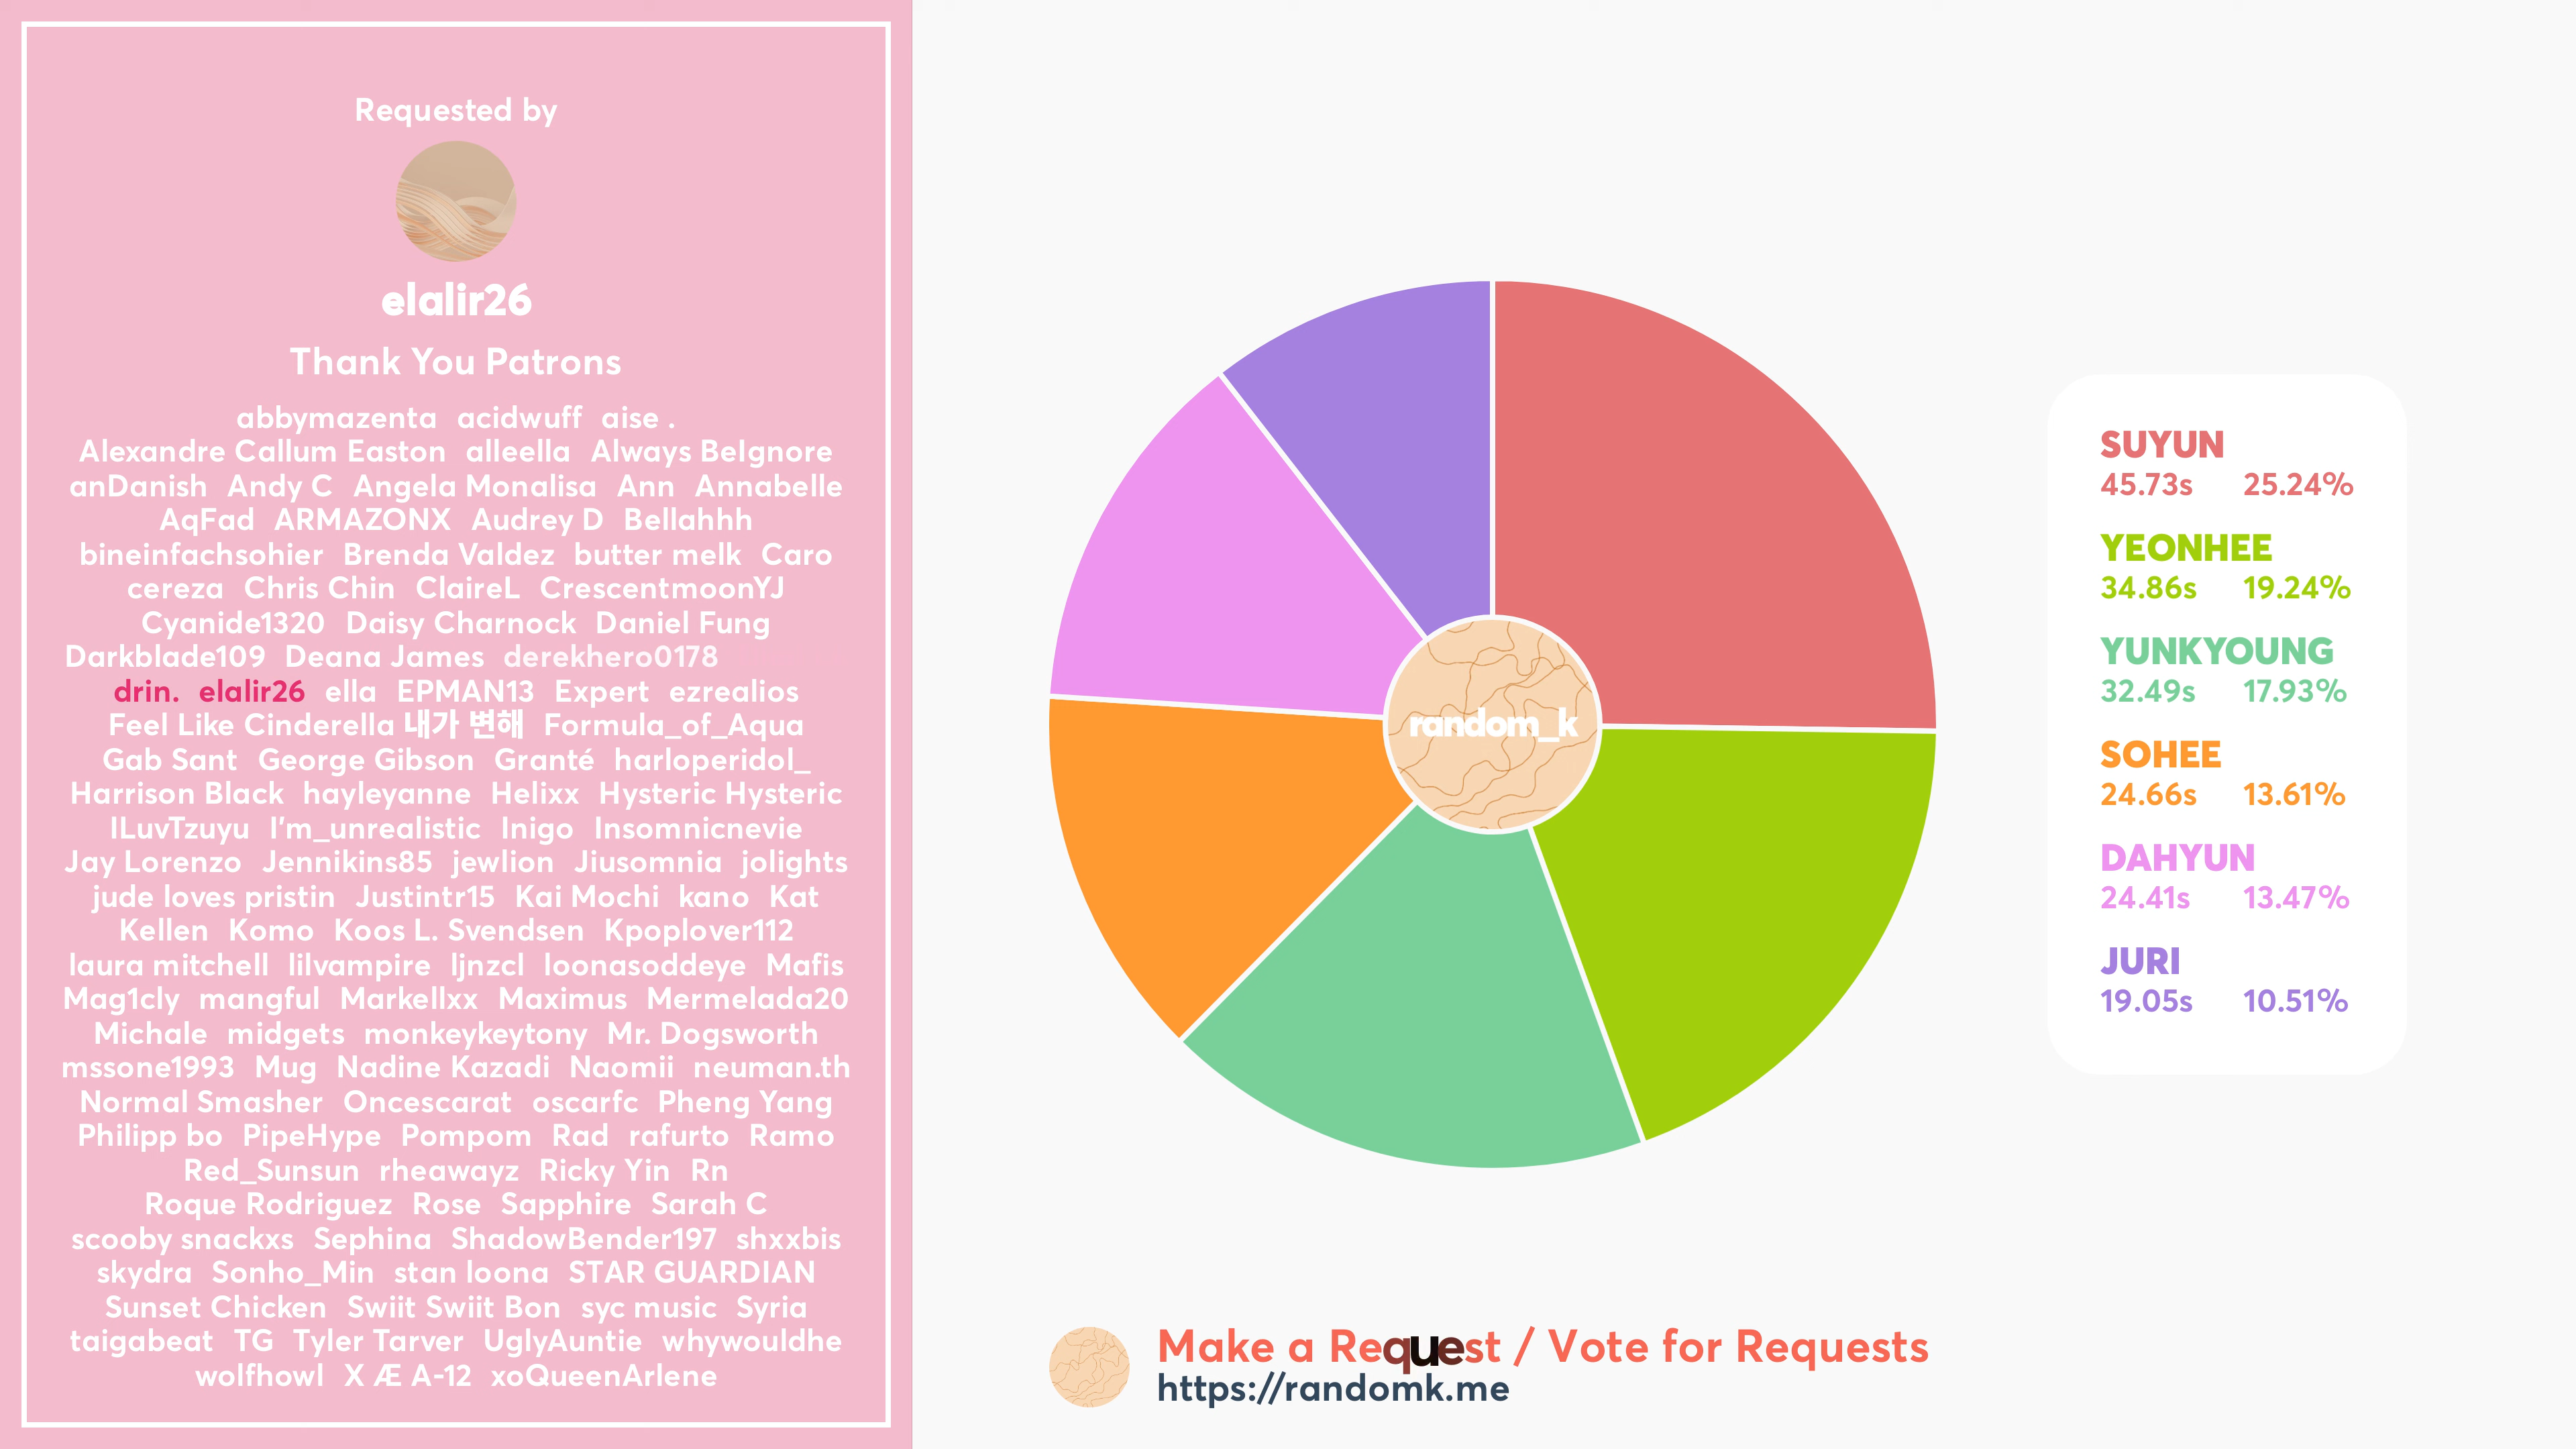 Requested by
elalir26
Thank You Patrons
abbymazenta acidwuff aise .
Alexandre Callum Easton alleella Always BeIgnore
anDanish Andy C Angela Monalisa Ann Annabelle
AqFad ARMAZONX Audrey D Bellahhh
bineinfachsohier Brenda Valdez butter melk Caro
cereza Chris Chin ClaireL CrescentmoonYJ
Cyanide1320 Daisy Charnock Daniel Fung
Darkblade109 Deana James derekhero0178
drin. elalir26 ella EPMAN13 Expert ezrealios
Feel Like Cinderella 내가 변해 Formula_of_Aqua
Gab Sant George Gibson Granté harloperidol_
Harrison Black hayleyanne Helixx Hysteric Hysteric
ILuvTzuyu I'm_unrealistic Inigo Insomnicnevie
Jay Lorenzo Jennikins85 jewlion Jiusomnia jolights
jude loves pristin Justintr15 Kai Mochi kano Kat
Kellen Komo Koos L. Svendsen Kpoplover112
laura mitchell lilvampire ljnzcl loonasoddeye Mafis
Mag1cly mangful Markellxx Maximus Mermelada20
Michale midgets monkeykeytony Mr. Dogsworth
mssone1993 Mug Nadine Kazadi Naomii neuman.th
Normal Smasher Oncescarat oscarfc Pheng Yang
Philipp bo PipeHype Pompom Rad rafurto Ramo
Red_Sunsun rheawayz Ricky Yin Rn
Roque Rodriguez Rose Sapphire Sarah C
scooby snackxs Sephina ShadowBender197 shxxbis
skydra Sonho_Min stan loona STAR GUARDIAN
Sunset Chicken Swiit Swiit Bon syc music Syria
taigabeat TG Tyler Tarver UglyAuntie whywouldhe
wolfhowl X Æ A-12 xoQueenArlene
random_k
SUYUN
45.73s 25.24%
YEONHEE
34.86s 19.24%
YUNKYOUNG
32.49s 17.93%
SOHEE
24.66s 13.61%
DAHYUN
24.41s 13.47%
JURI
19.05s 10.51%
Make a Request / Vote for Requests
https://randomk.me